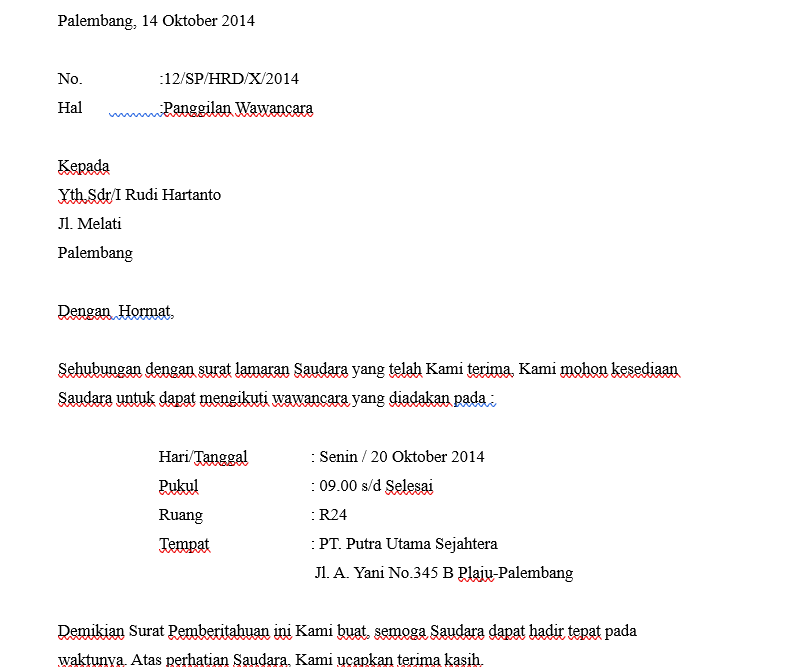 Palembang, 14 Oktober 2014
No. :12/SP/HRD/X/2014
Hal :Panggilan Wawancara
Kepada
Yth.Sdr/I Rudi Hartanto
Jl. Melati
Palembang
Dengan Hormat,
Sehubungan dengan surat lamaran Saudara yang telah Kami terima, Kami mohon kesediaan
Saudara untuk dapat mengikuti wawancara yang diadakan pada :
Hari/Tanggal : Senin / 20 Oktober 2014
Pukul : 09.00 s/d Selesai
Ruang : R24
Tempat : PT. Putra Utama Sejahtera
Jl. A. Yani No.345 B Plaju-Palembang
Demikian Surat Pemberitahuan ini Kami buat, semoga Saudara dapat hadir tepat pada
waktunya. Atas perhatian Saudara, Kami ucapkan terima kasih.